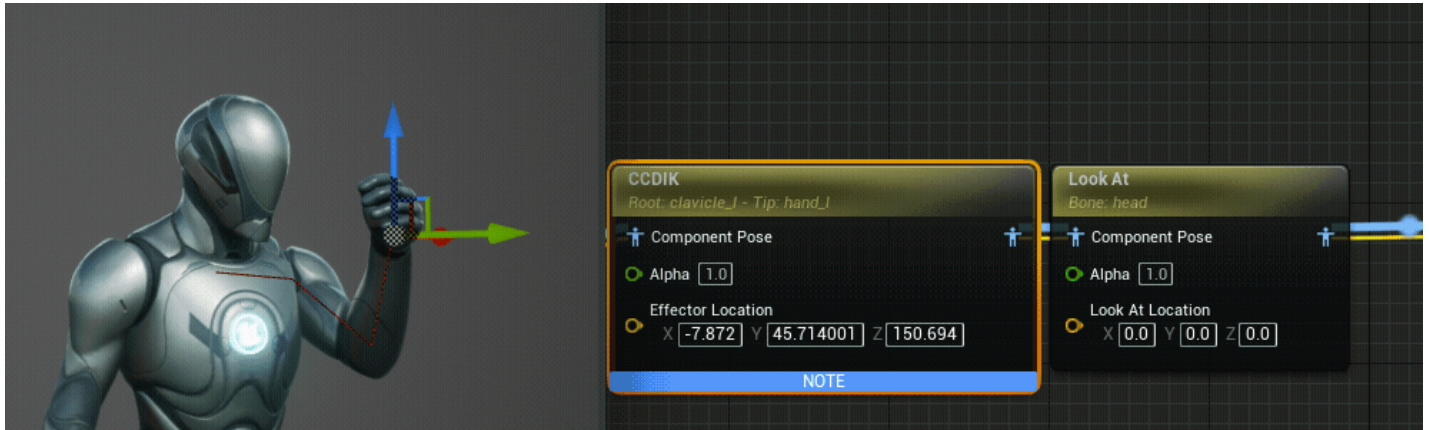 CCDIK
Root: clavicle_l - Tip: hand_l
Component Pose
Alpha 1.0
Effector Location
X -7.872 Y 45.714001 Z 150.694
NOTE
Look At
Bone: head
Component Pose
Alpha 1.0
Look At Location
X 0.0 Y 0.0 Z 0.0